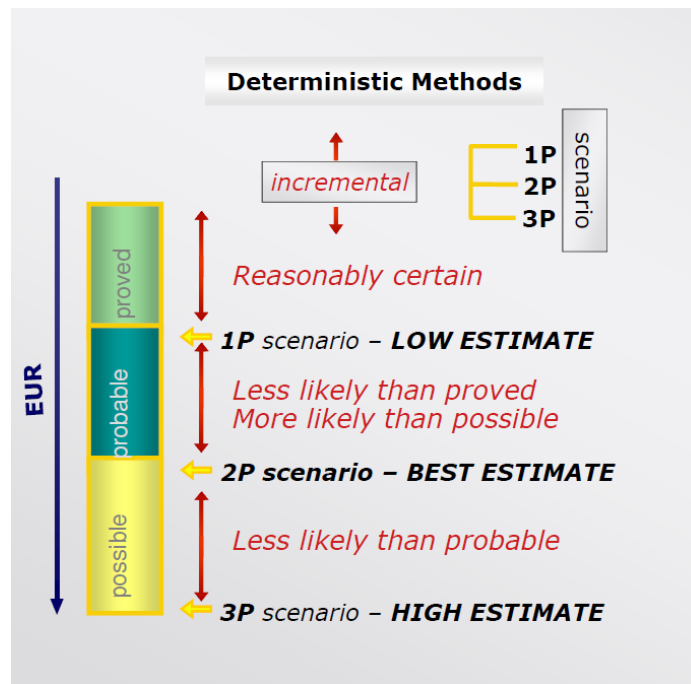 Deterministic Methods
incremental
1P
2P
3P
scenario
EUR
proved
Reasonably certain
1P scenario – LOW ESTIMATE
probable
Less likely than proved
More likely than possible
2P scenario – BEST ESTIMATE
possible
Less likely than probable
3P scenario – HIGH ESTIMATE